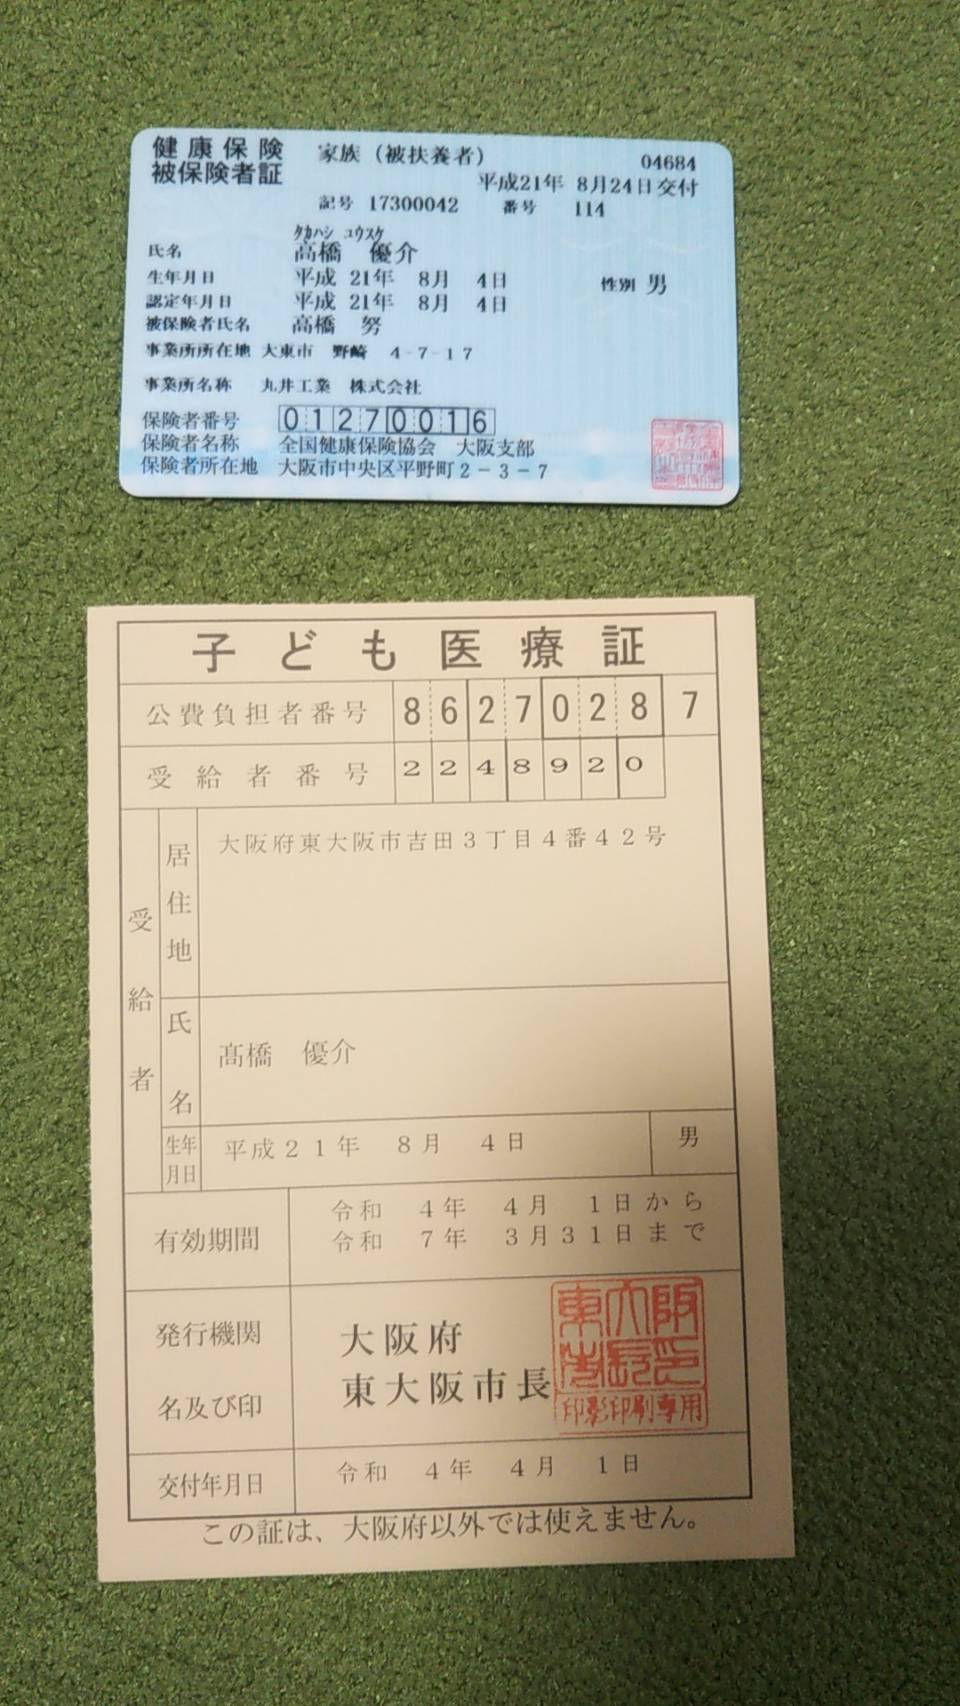 健康保険 家族（被扶養者） 04684
被保険者証 平成21年 8月24日交付
記号 17300042 番号 114
ﾀｶﾊｼ ﾕｳｽｹ
氏名 高橋 優介
生年月日 平成 21年 8月 4日 性別 男
認定年月日 平成 21年 8月 4日
被保険者氏名 高橋 努
事業所所在地 大東市 野崎 4-7-17
事業所名称 丸井工業 株式会社
保険者番号 01270016
保険者名称 全国健康保険協会 大阪支部
保険者所在地 大阪市中央区平野町2-3-7
子ども医療証
公費負担者番号 86270287
受給者番号 2248920
受給者
居住地 大阪府東大阪市吉田3丁目4番42号
氏名 髙橋 優介
生年月日 平成21年 8月 4日 男
有効期間 令和 4年 4月 1日から
令和 7年 3月31日まで
発行機関 大阪府
名及び印 東大阪市長
印影印刷専用
交付年月日 令和 4年 4月 1日
この証は、大阪府以外では使えません。